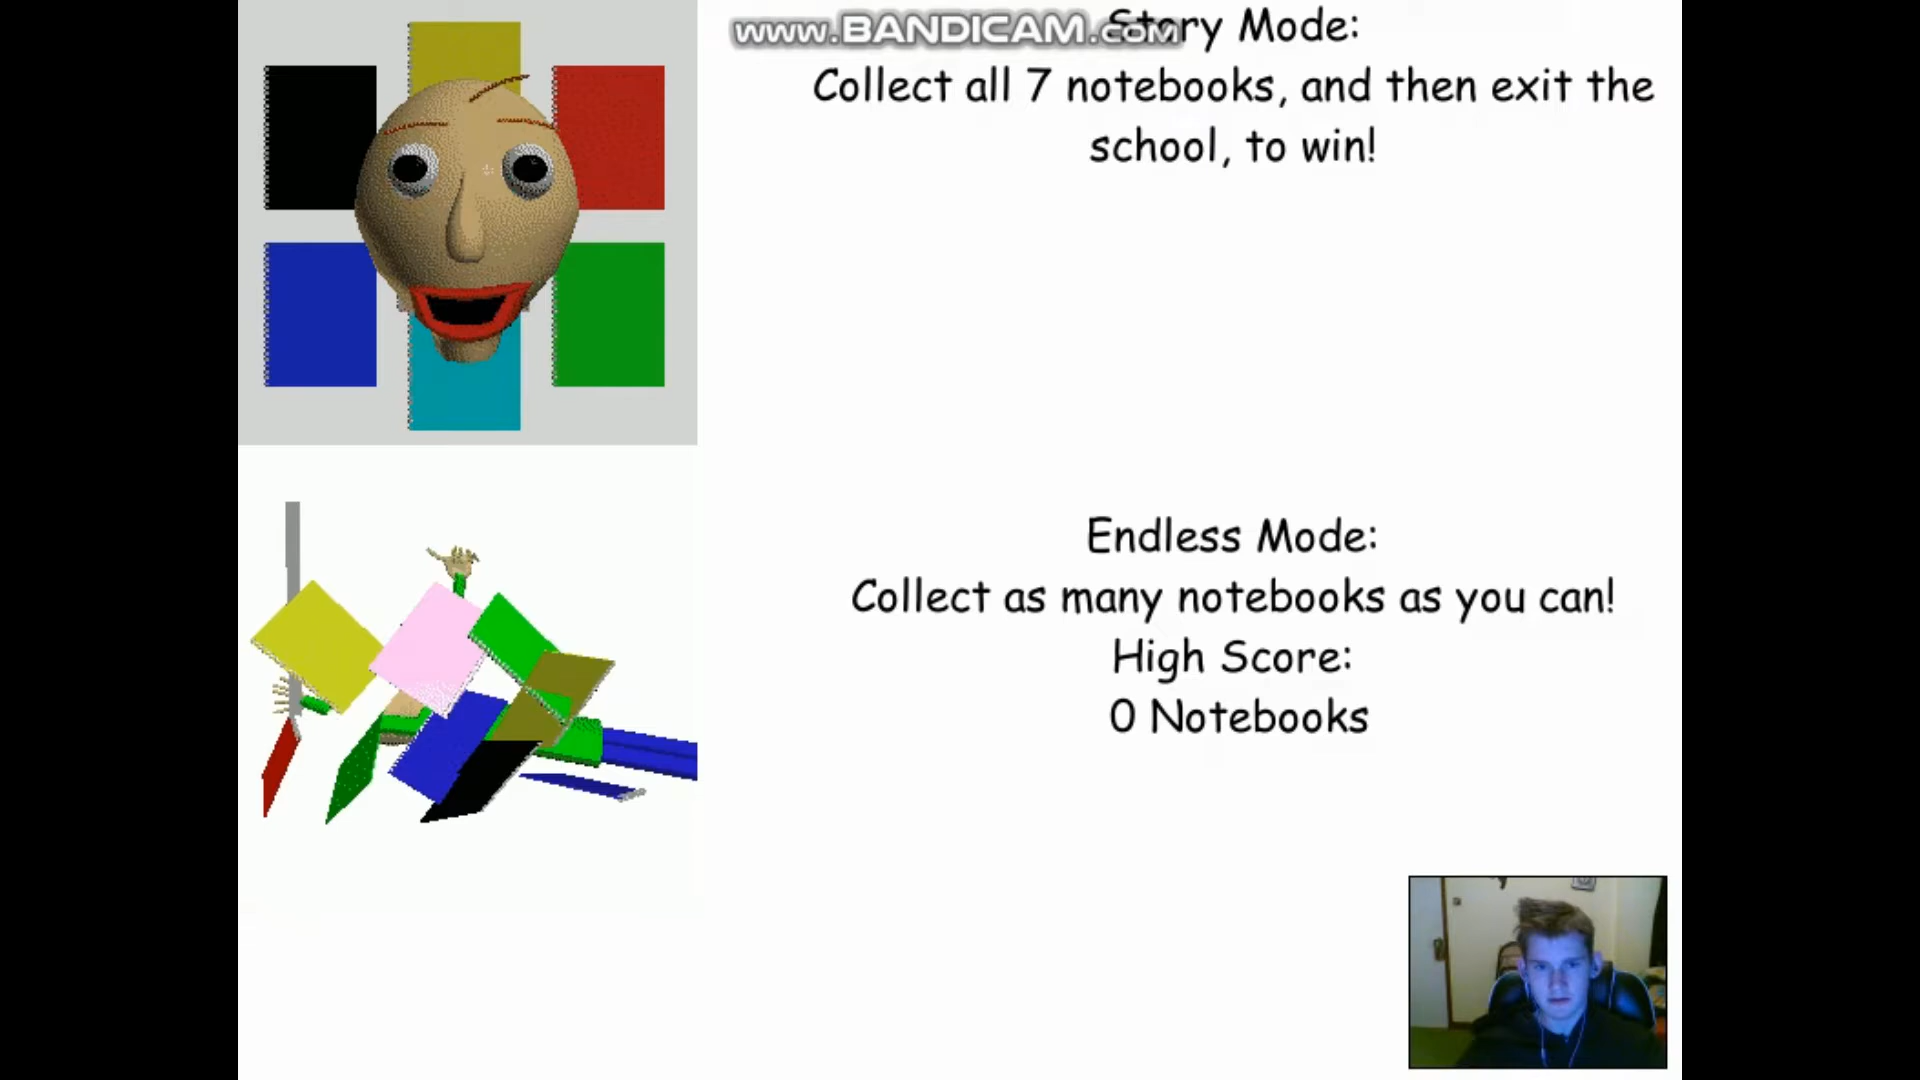 www.BANDICAM.com
Story Mode:
Collect all 7 notebooks, and then exit the
school, to win!
Endless Mode:
Collect as many notebooks as you can!
High Score:
0 Notebooks